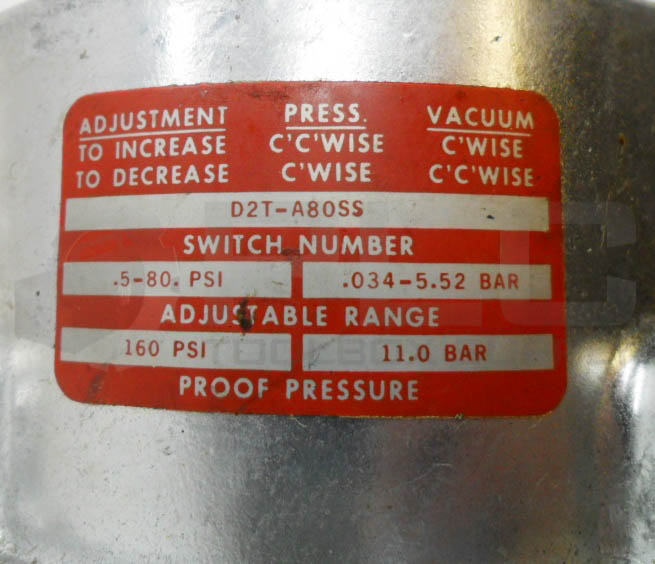 ADJUSTMENT PRESS. VACUUM
TO INCREASE C'C'WISE C'WISE
TO DECREASE C'WISE C'C'WISE
D2T-A80SS
SWITCH NUMBER
.5-80. PSI .034-5.52 BAR
ADJUSTABLE RANGE
160 PSI 11.0 BAR
PROOF PRESSURE